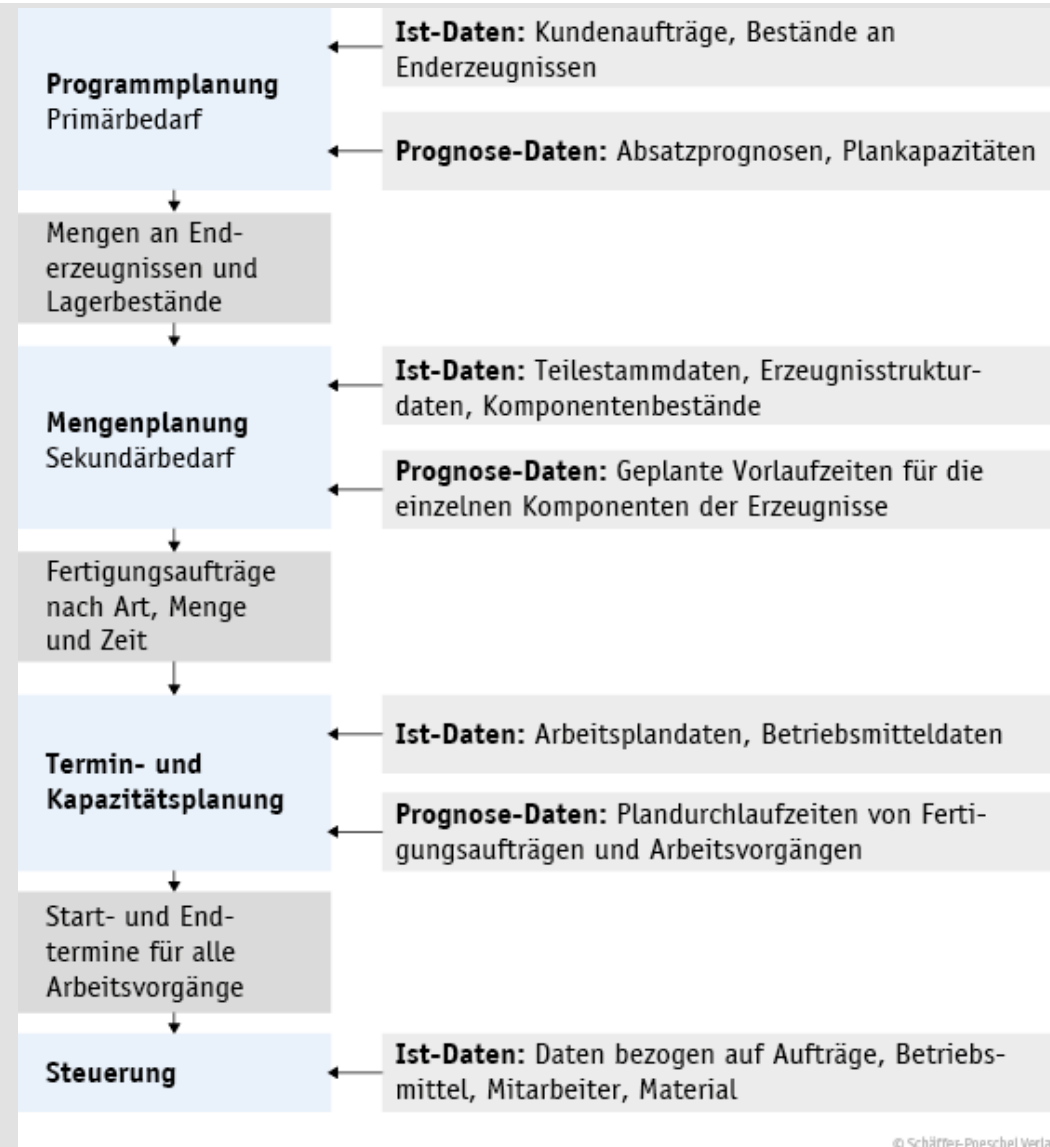 Programmplanung
Primärbedarf
Ist-Daten: Kundenaufträge, Bestände an
Enderzeugnissen
Prognose-Daten: Absatzprognosen, Plankapazitäten
Mengen an End-
erzeugnissen und
Lagerbestände
Mengenplanung
Sekundärbedarf
Ist-Daten: Teilestammdaten, Erzeugnisstruktur-
daten, Komponentenbestände
Prognose-Daten: Geplante Vorlaufzeiten für die
einzelnen Komponenten der Erzeugnisse
Fertigungsaufträge
nach Art, Menge
und Zeit
Termin- und
Kapazitätsplanung
Ist-Daten: Arbeitsplandaten, Betriebsmitteldaten
Prognose-Daten: Plandurchlaufzeiten von Ferti-
gungsaufträgen und Arbeitsvorgängen
Start- und End-
termine für alle
Arbeitsvorgänge
Steuerung
Ist-Daten: Daten bezogen auf Aufträge, Betriebs-
mittel, Mitarbeiter, Material
© Schäffer-Poeschel Verla